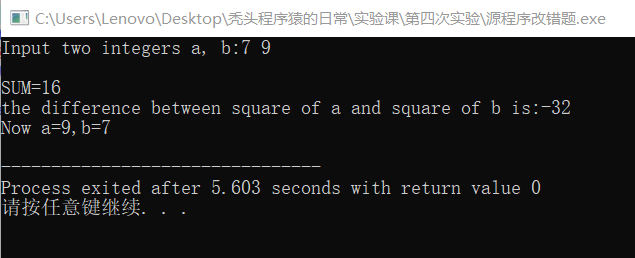 C:\Users\Lenovo\Desktop\秃头程序猿的日常\实验课\第四次实验\源程序改错题.exe
Input two integers a, b:7 9
SUM=16
the difference between square of a and square of b is:-32
Now a=9,b=7
--------------------------------
Process exited after 5.603 seconds with return value 0
请按任意键继续. . .